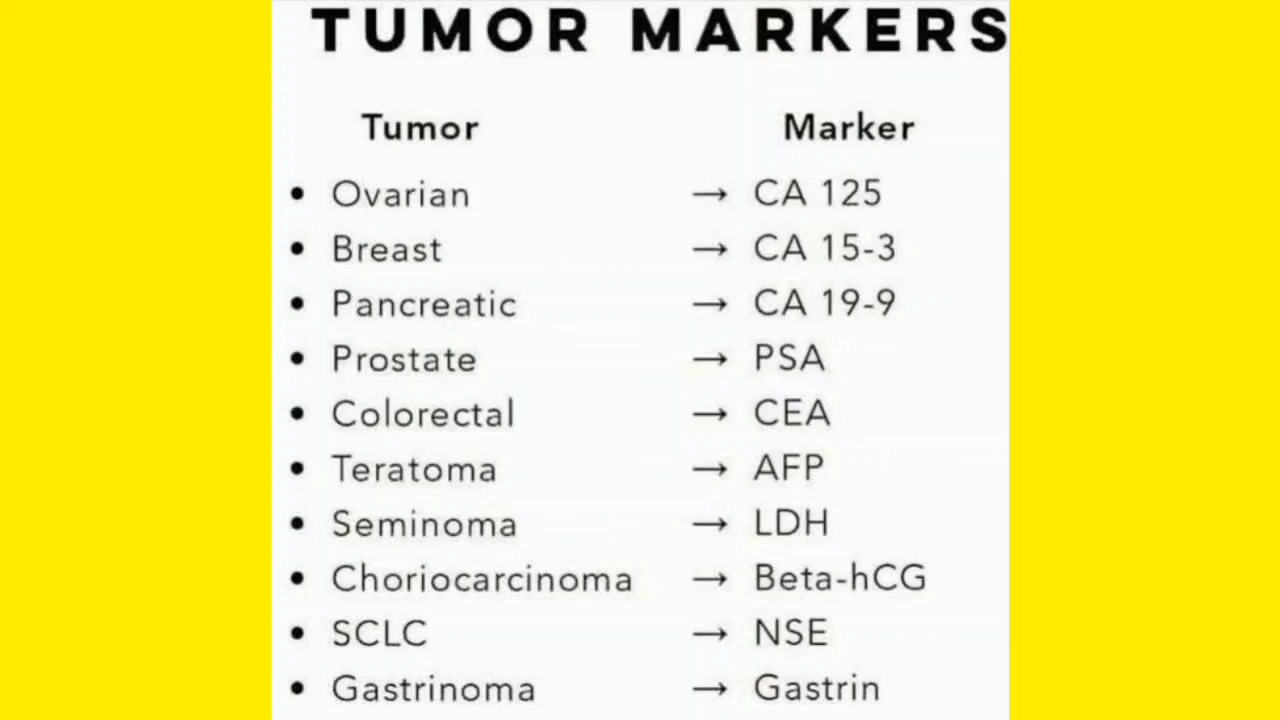 TUMOR MARKERS
Tumor Marker
• Ovarian → CA 125
• Breast → CA 15-3
• Pancreatic → CA 19-9
• Prostate → PSA
• Colorectal → CEA
• Teratoma → AFP
• Seminoma → LDH
• Choriocarcinoma → Beta-hCG
• SCLC → NSE
• Gastrinoma → Gastrin